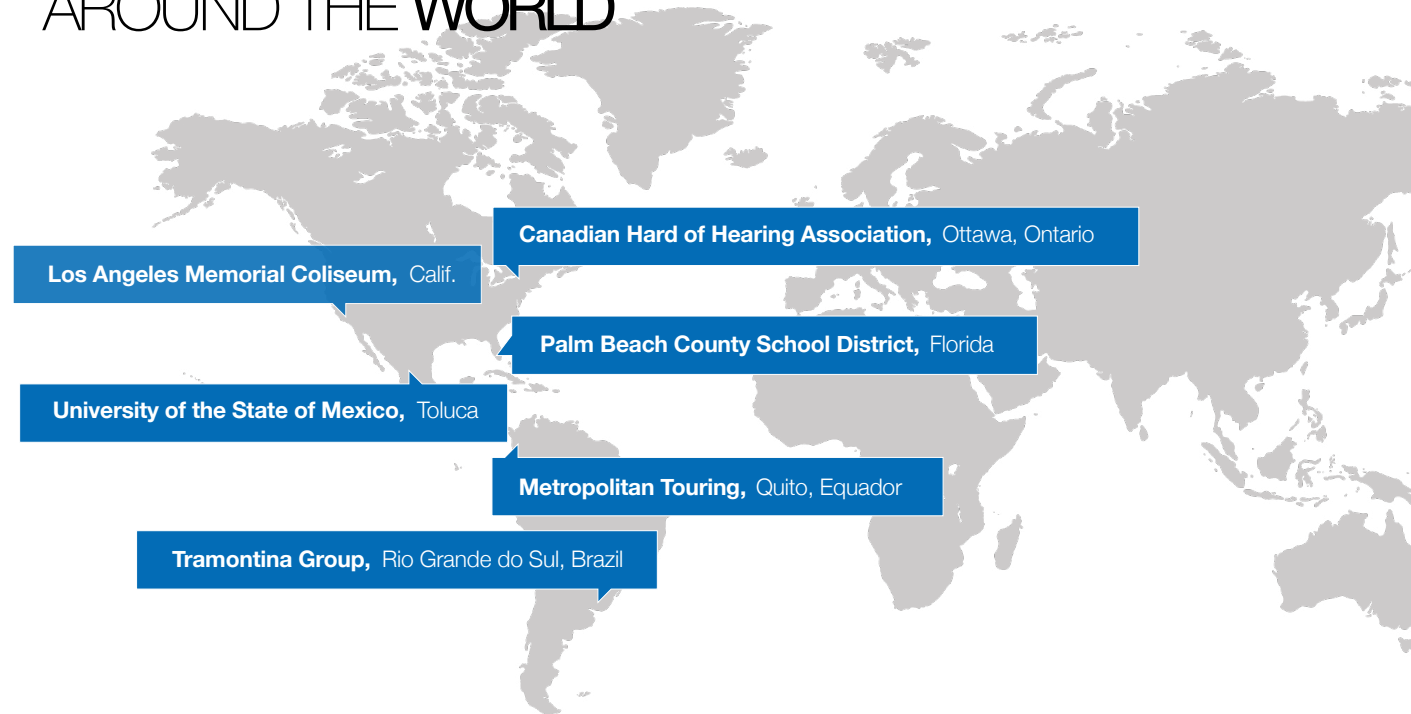 AROUND THE WORLD
Canadian Hard of Hearing Association, Ottawa, Ontario
Los Angeles Memorial Coliseum, Calif.
Palm Beach County School District, Florida
University of the State of Mexico, Toluca
Metropolitan Touring, Quito, Equador
Tramontina Group, Rio Grande do Sul, Brazil